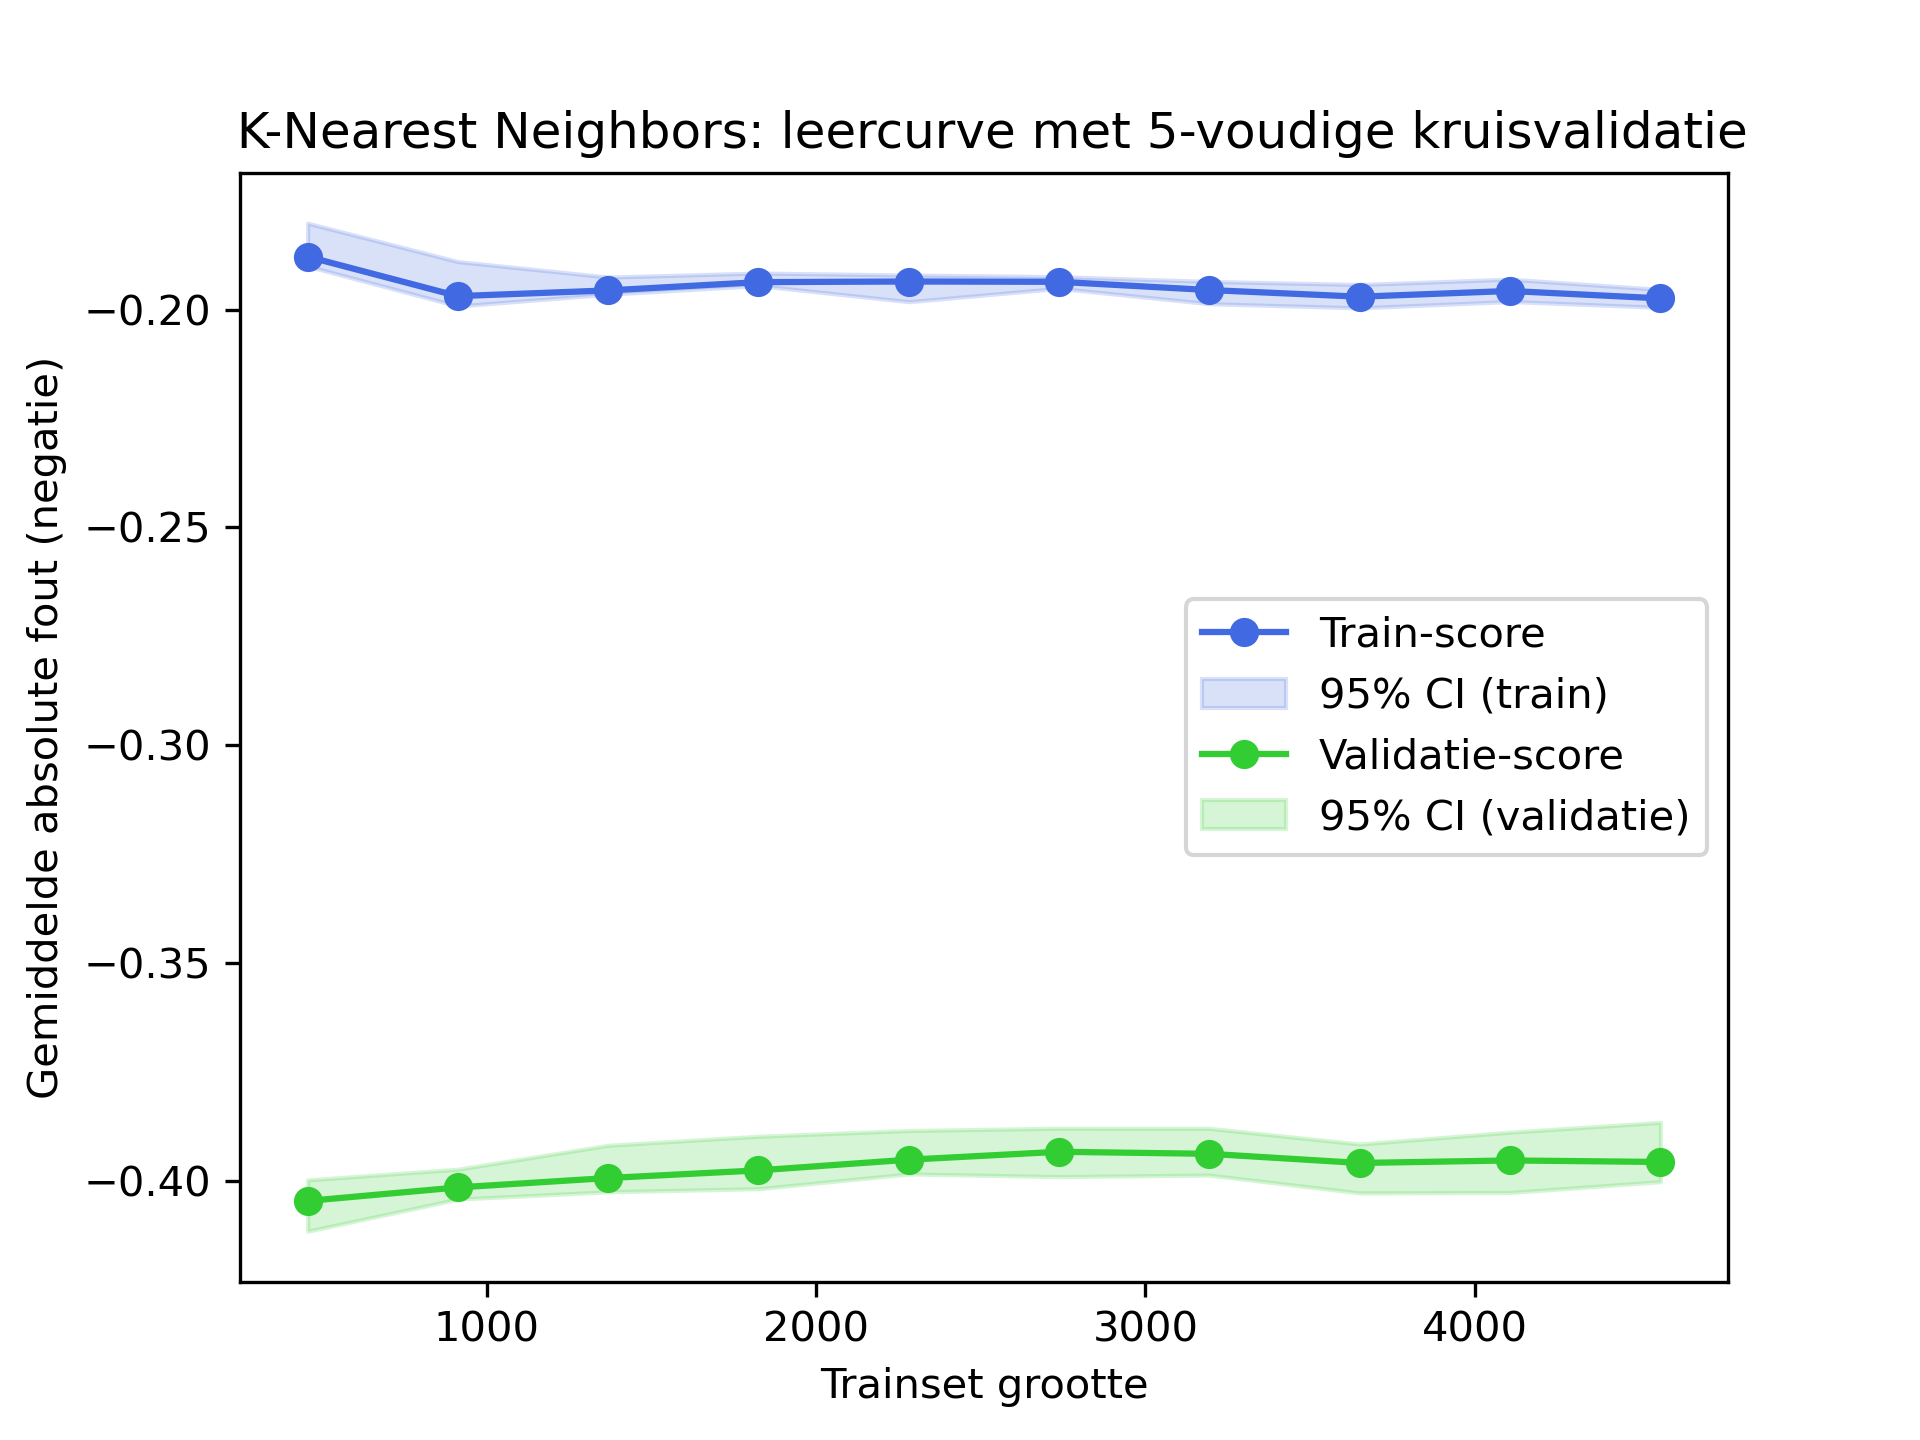 K-Nearest Neighbors: leercurve met 5-voudige kruisvalidatie
Gemiddelde absolute fout (negatie)
−0.20
−0.25
−0.30
−0.35
−0.40
Train-score
95% CI (train)
Validatie-score
95% CI (validatie)
1000 2000 3000 4000
Trainset grootte